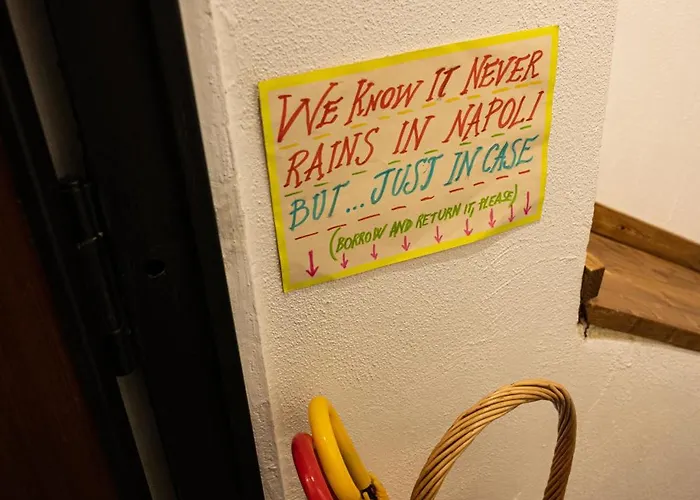 WE KNOW IT NEVER
RAINS IN NAPOLI
BUT... JUST IN CASE
(BORROW AND RETURN IT, PLEASE)